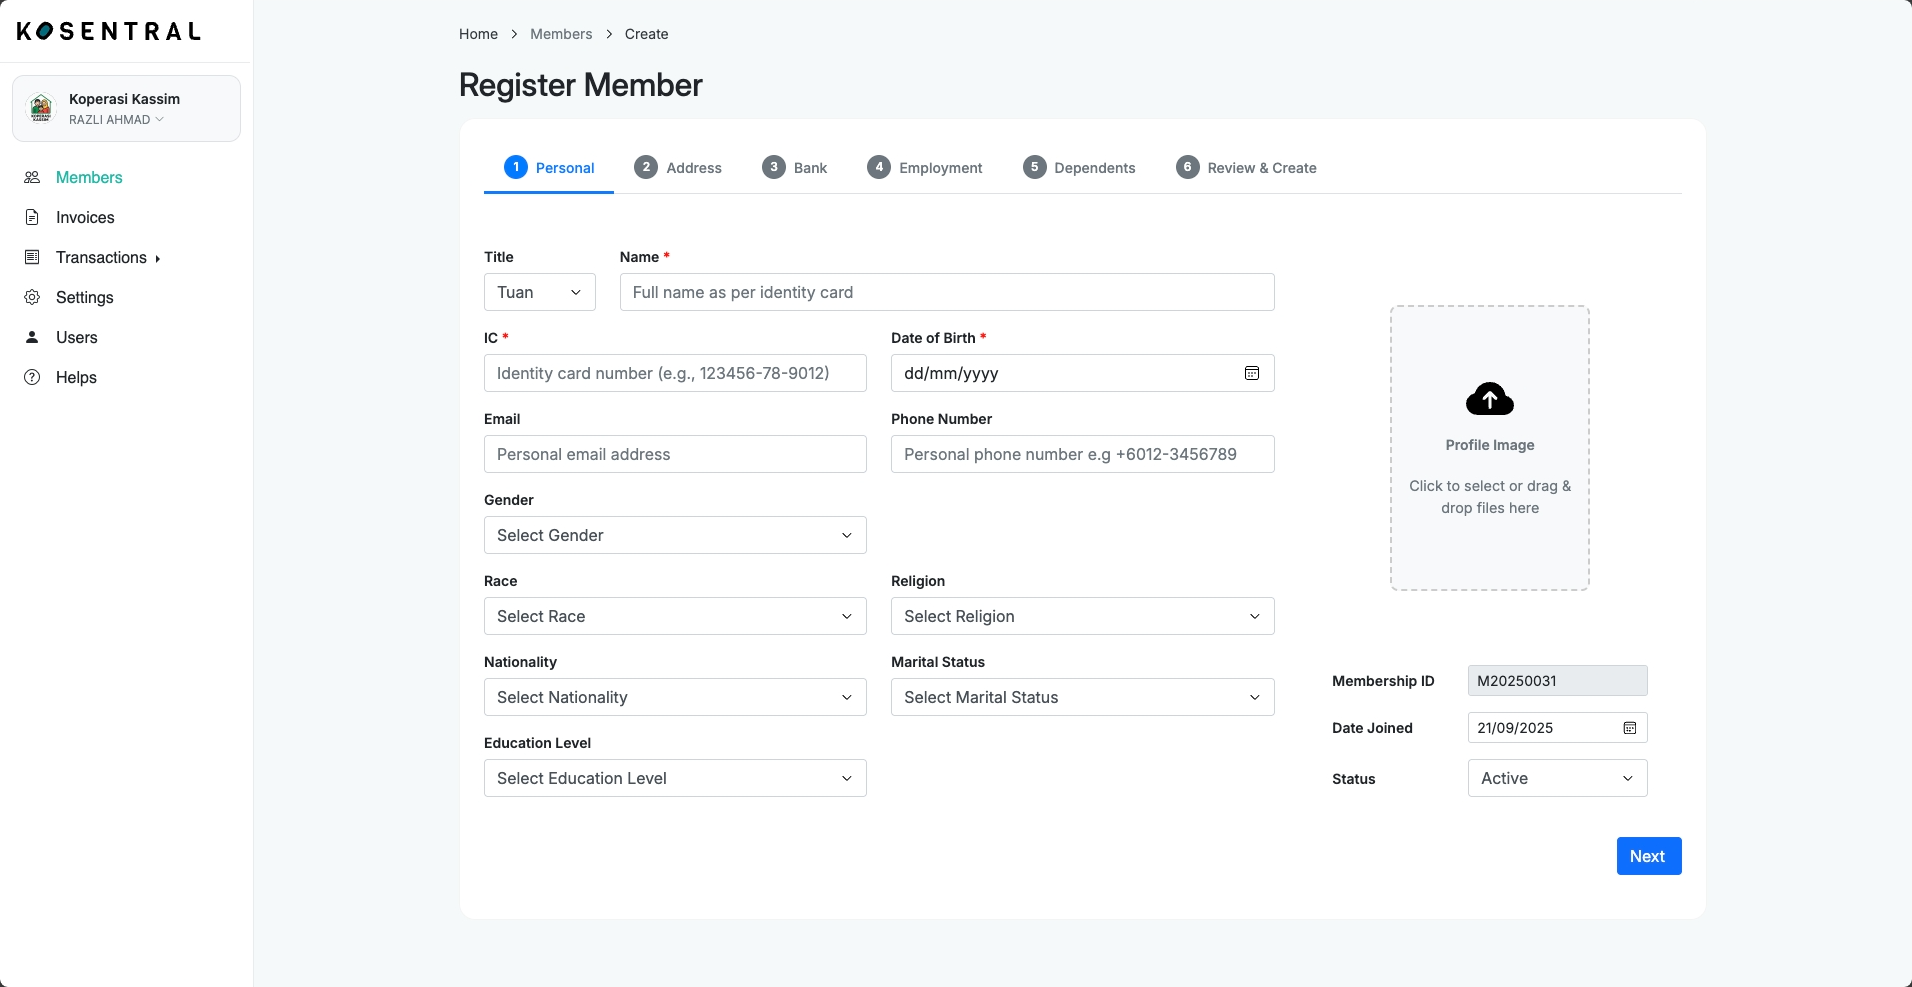 KOSENTRAL
Koperasi Kassim
RAZLI AHMAD
Members
Invoices
Transactions
Settings
Users
Helps
Home > Members > Create
Register Member
1 Personal 2 Address 3 Bank 4 Employment 5 Dependents 6 Review & Create
Title Name *
Tuan Full name as per identity card
IC * Date of Birth *
Identity card number (e.g., 123456-78-9012) dd/mm/yyyy
Email Phone Number
Personal email address Personal phone number e.g +6012-3456789
Gender
Select Gender
Race Religion
Select Race Select Religion
Nationality Marital Status
Select Nationality Select Marital Status
Education Level
Select Education Level
Profile Image
Click to select or drag &
drop files here
Membership ID M20250031
Date Joined 21/09/2025
Status Active
Next